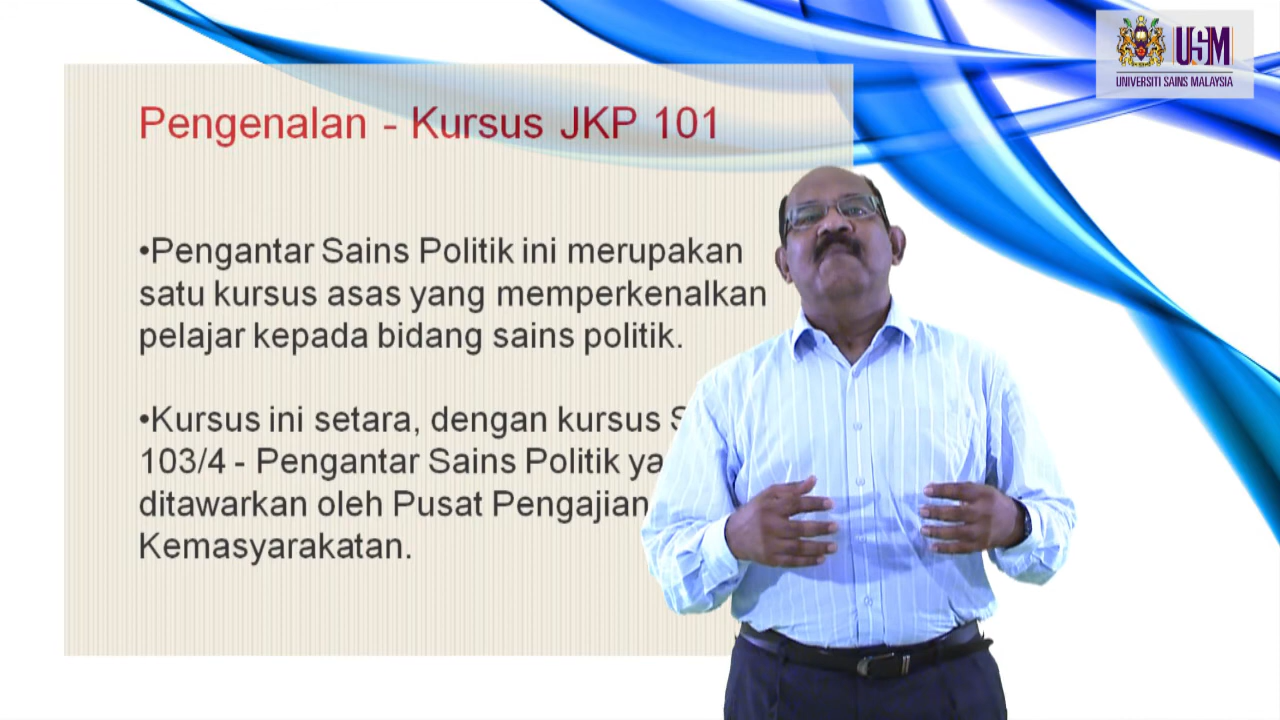 USM
UNIVERSITI SAINS MALAYSIA
Pengenalan - Kursus JKP 101
•Pengantar Sains Politik ini merupakan
satu kursus asas yang memperkenalkan
pelajar kepada bidang sains politik.
•Kursus ini setara, dengan kursus
103/4 - Pengantar Sains Politik
ditawarkan oleh Pusat Pengajian
Kemasyarakatan.